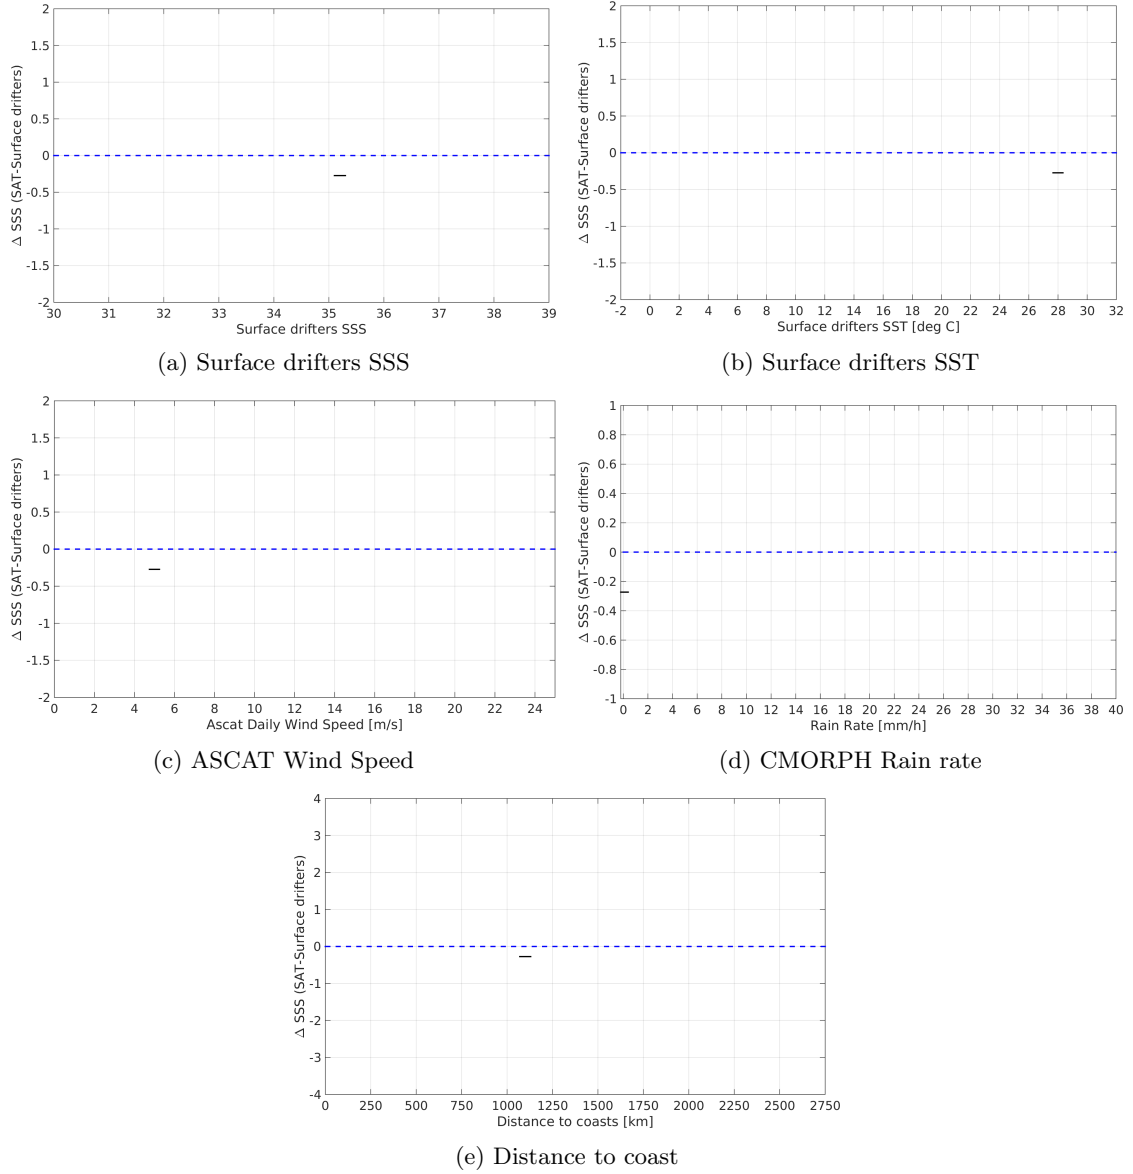 2
1.5
1
0.5
0
-0.5
-1
-1.5
-2
Δ SSS (SAT-Surface drifters)
30 31 32 33 34 35 36 37 38 39
Surface drifters SSS
(a) Surface drifters SSS
2
1.5
1
0.5
0
-0.5
-1
-1.5
-2
Δ SSS (SAT-Surface drifters)
-2 0 2 4 6 8 10 12 14 16 18 20 22 24 26 28 30 32
Surface drifters SST [deg C]
(b) Surface drifters SST
2
1.5
1
0.5
0
-0.5
-1
-1.5
-2
Δ SSS (SAT-Surface drifters)
0 2 4 6 8 10 12 14 16 18 20 22 24
Ascat Daily Wind Speed [m/s]
(c) ASCAT Wind Speed
1
0.8
0.6
0.4
0.2
0
-0.2
-0.4
-0.6
-0.8
-1
Δ SSS (SAT-Surface drifters)
0 2 4 6 8 10 12 14 16 18 20 22 24 26 28 30 32 34 36 38 40
Rain Rate [mm/h]
(d) CMORPH Rain rate
4
3
2
1
0
-1
-2
-3
-4
Δ SSS (SAT-Surface drifters)
0 250 500 750 1000 1250 1500 1750 2000 2250 2500 2750
Distance to coasts [km]
(e) Distance to coast